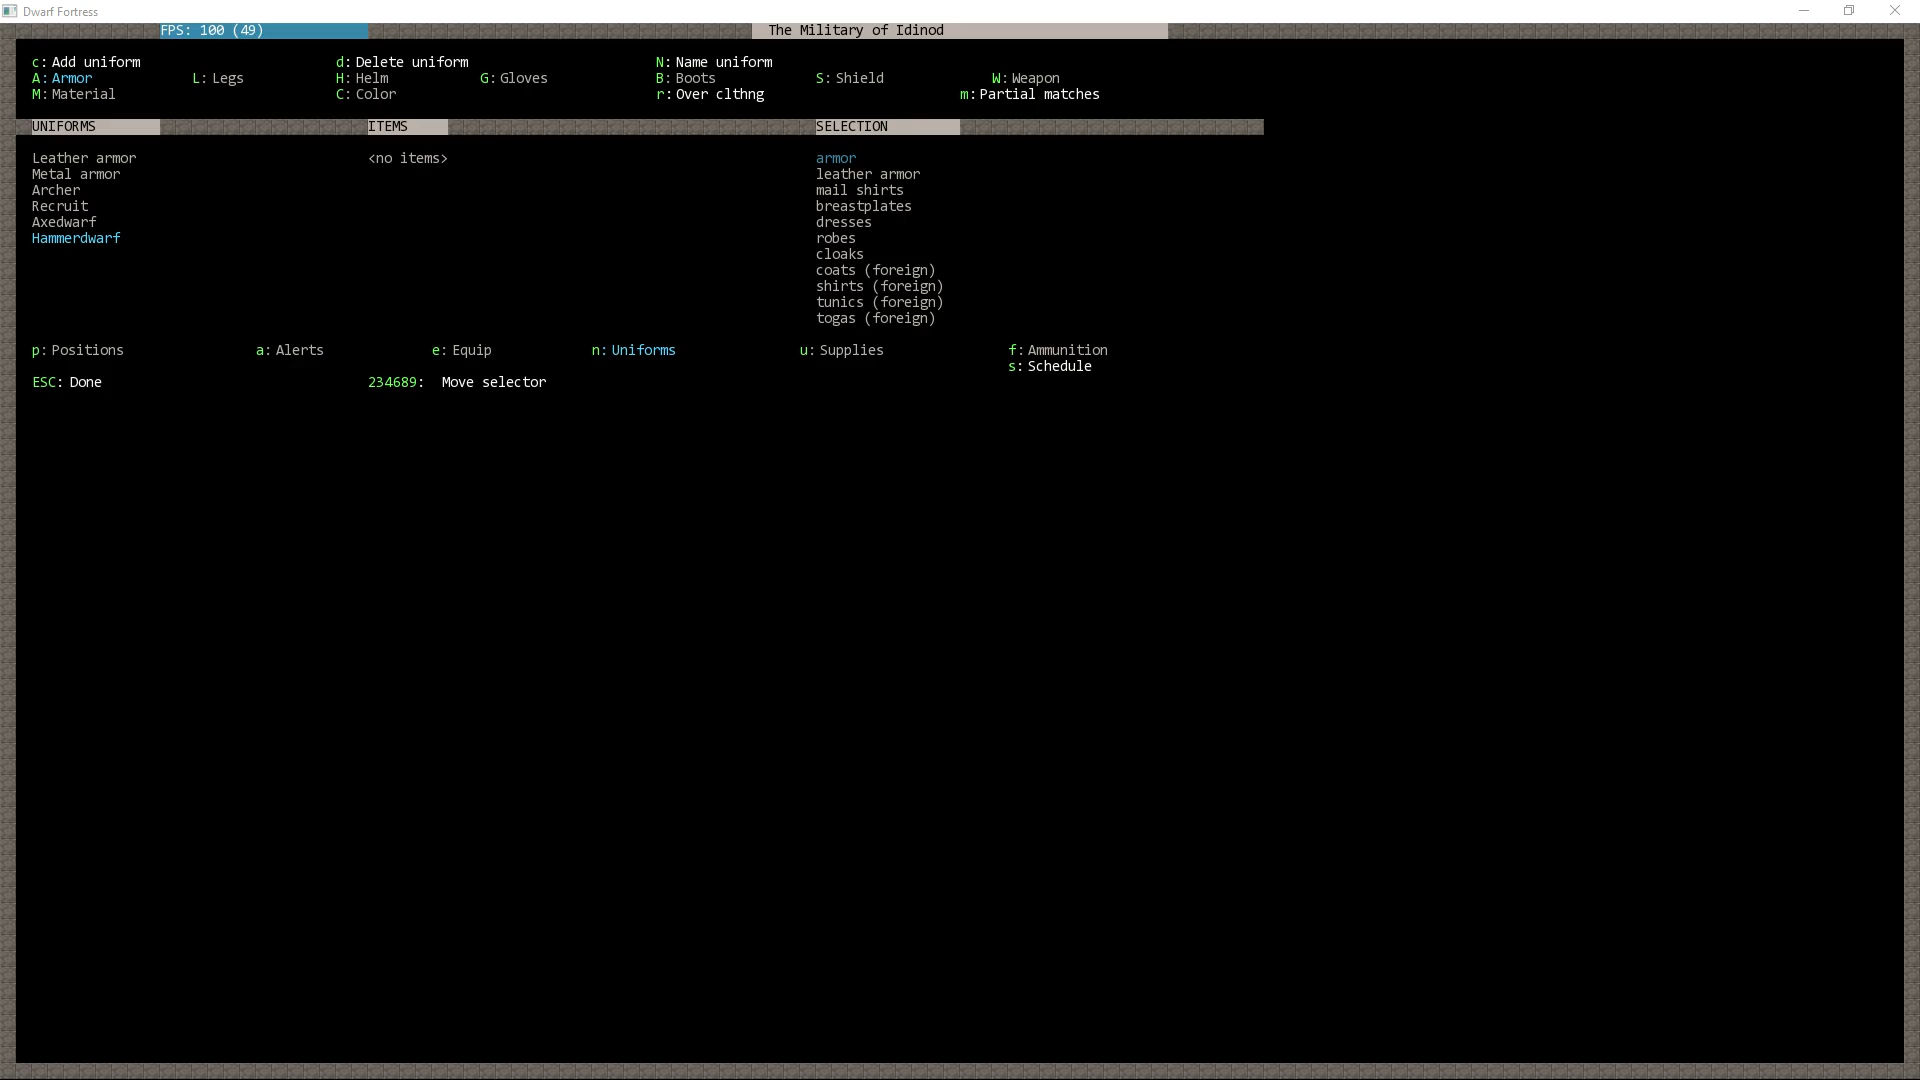 Dwarf Fortress
FPS: 100 (49) The Military of Idinod
c: Add uniform d: Delete uniform N: Name uniform
A: Armor L: Legs H: Helm G: Gloves B: Boots S: Shield W: Weapon
M: Material C: Color r: Over clthng m: Partial matches
UNIFORMS ITEMS SELECTION
Leather armor <no items> armor
Metal armor leather armor
Archer mail shirts
Recruit breastplates
Axedwarf dresses
Hammerdwarf robes
cloaks
coats (foreign)
shirts (foreign)
tunics (foreign)
togas (foreign)
p: Positions a: Alerts e: Equip n: Uniforms u: Supplies f: Ammunition
s: Schedule
ESC: Done 234689: Move selector